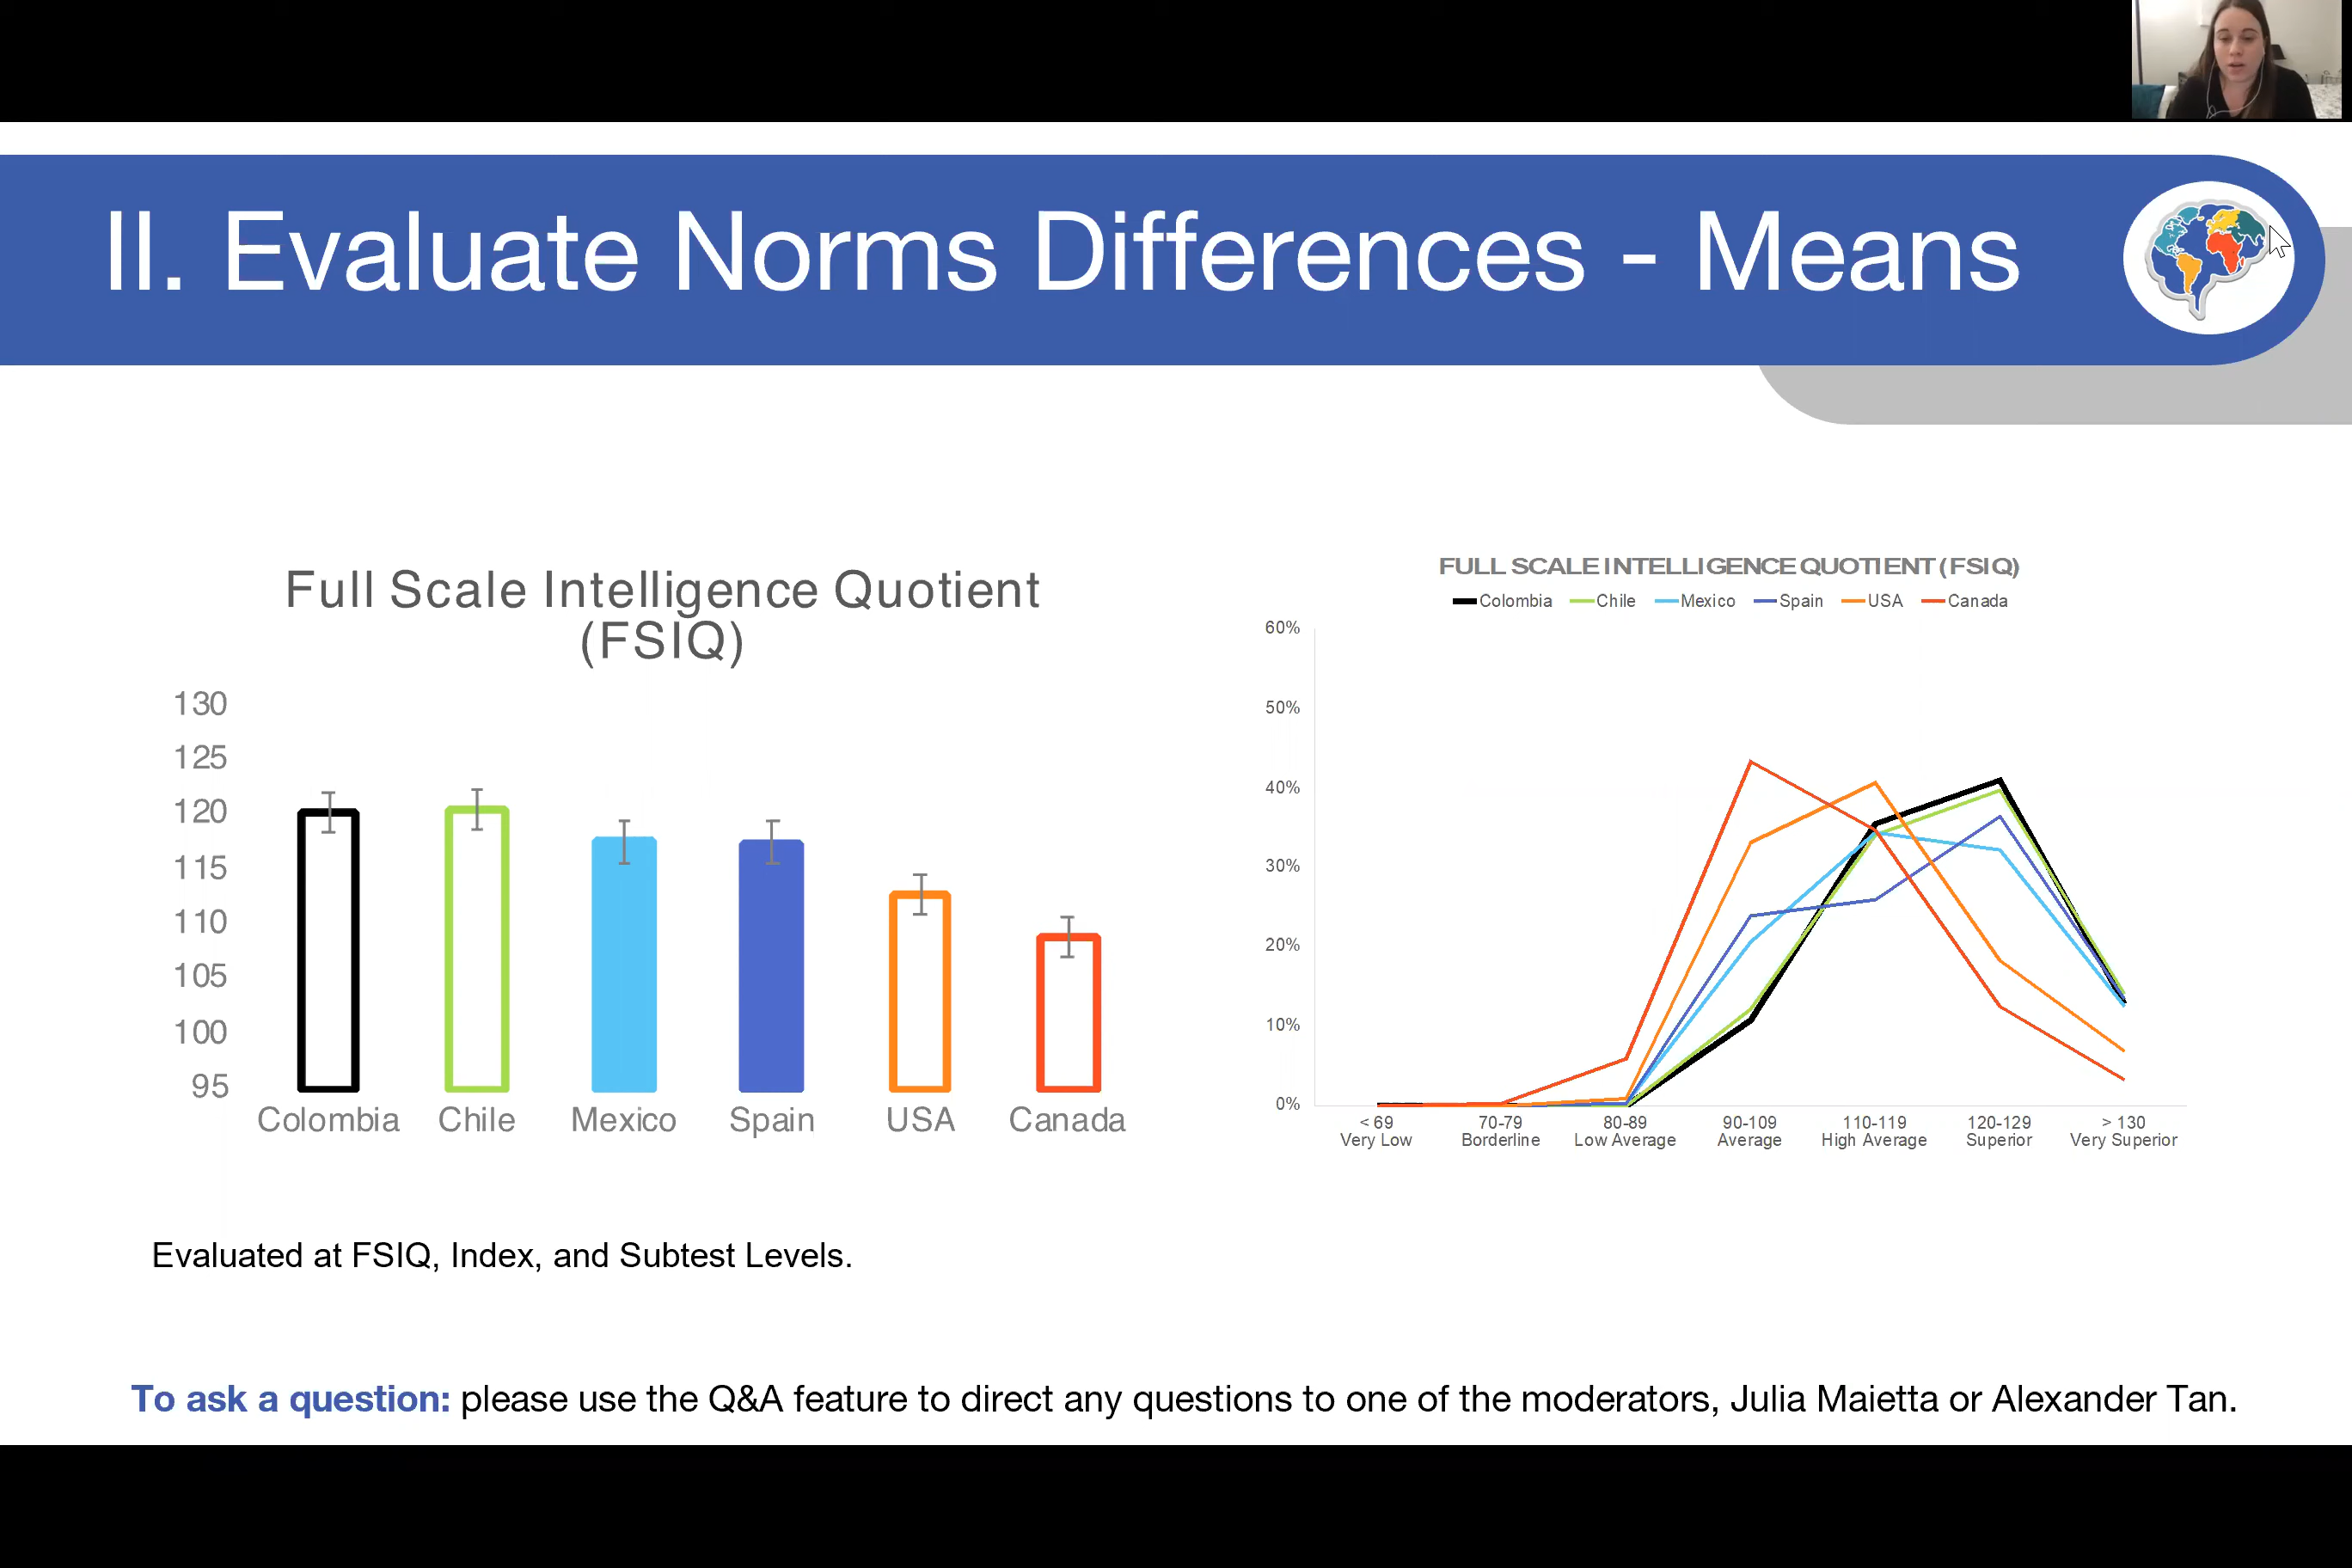 II. Evaluate Norms Differences - Means
Full Scale Intelligence Quotient
(FSIQ)
130
125
120
115
110
105
100
95
Colombia Chile Mexico Spain USA Canada
FULL SCALE INTELLIGENCE QUOTIENT (FSIQ)
Colombia Chile Mexico Spain USA Canada
60%
50%
40%
30%
20%
10%
0%
< 69 70-79 80-89 90-109 110-119 120-129 > 130
Very Low Borderline Low Average Average High Average Superior Very Superior
Evaluated at FSIQ, Index, and Subtest Levels.
To ask a question: please use the Q&A feature to direct any questions to one of the moderators, Julia Maietta or Alexander Tan.